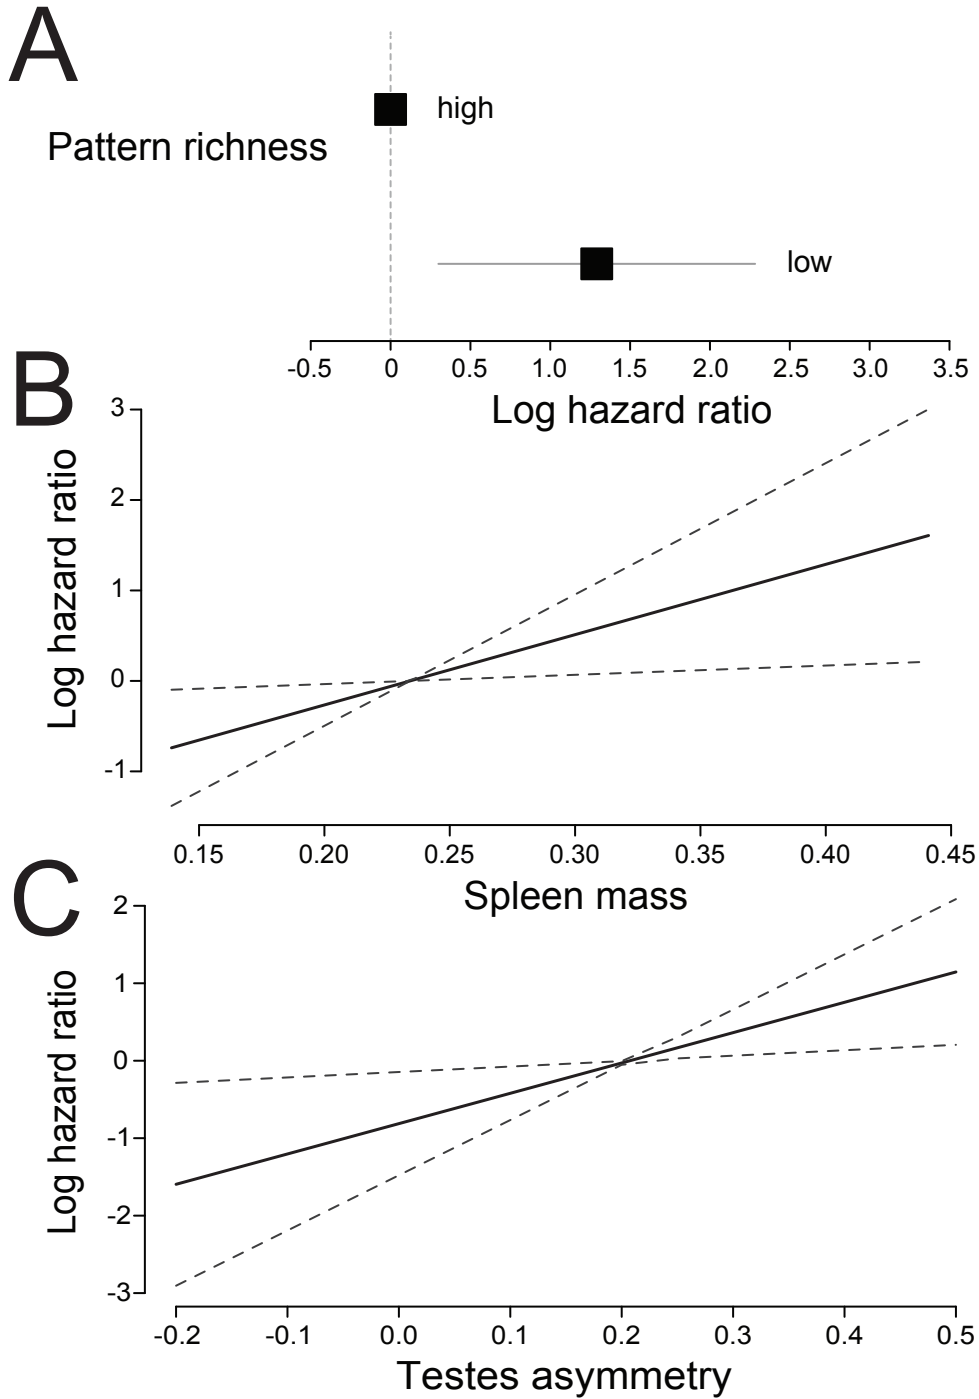 A
high
Pattern richness
low
-0.5 0 0.5 1.0 1.5 2.0 2.5 3.0 3.5
Log hazard ratio
B
3
2
1
0
-1
Log hazard ratio
0.15 0.20 0.25 0.30 0.35 0.40 0.45
Spleen mass
C
2
1
0
-1
-2
-3
Log hazard ratio
-0.2 -0.1 0.0 0.1 0.2 0.3 0.4 0.5
Testes asymmetry